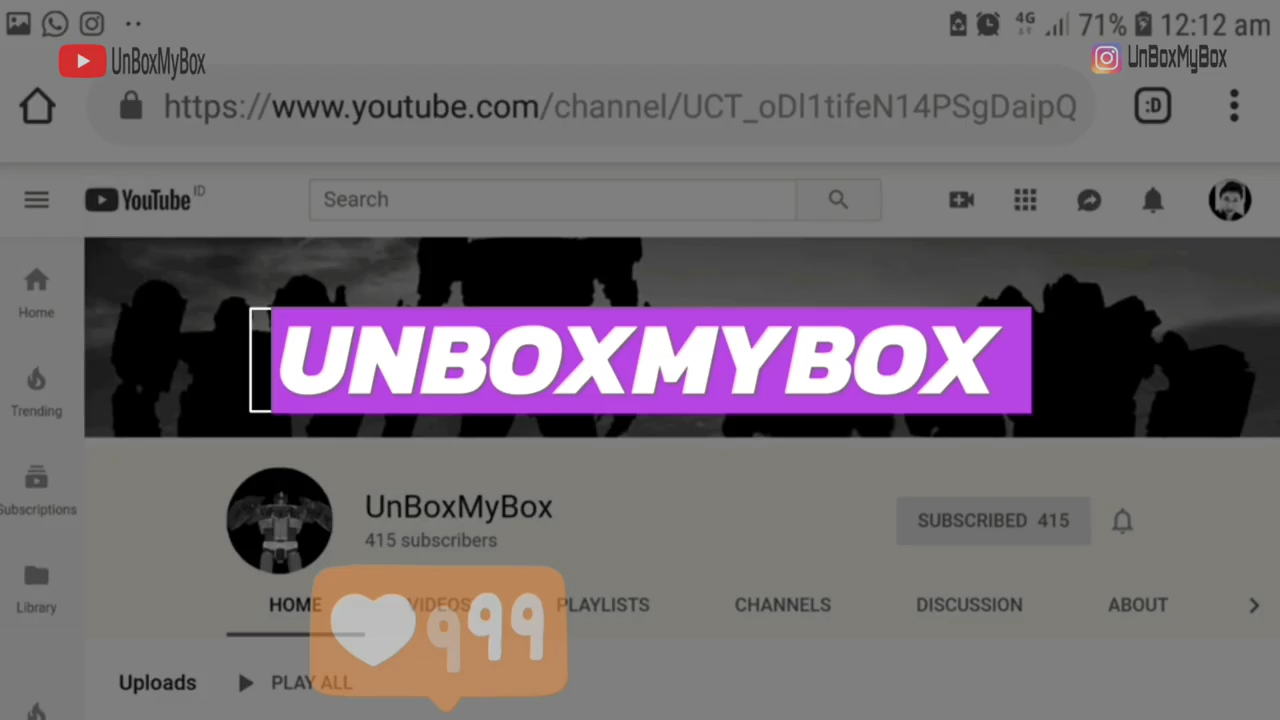 4G 71% 12:12 am
UnBoxMyBox
UnBoxMyBox
https://www.youtube.com/channel/UCT_oDl1tifeN14PSgDaipQ
:D
YouTube ID
Search
Home
Trending
Subscriptions
Library
UNBOXMYBOX
UnBoxMyBox
415 subscribers
SUBSCRIBED 415
HOME VIDEOS PLAYLISTS CHANNELS DISCUSSION ABOUT
999
Uploads PLAY ALL